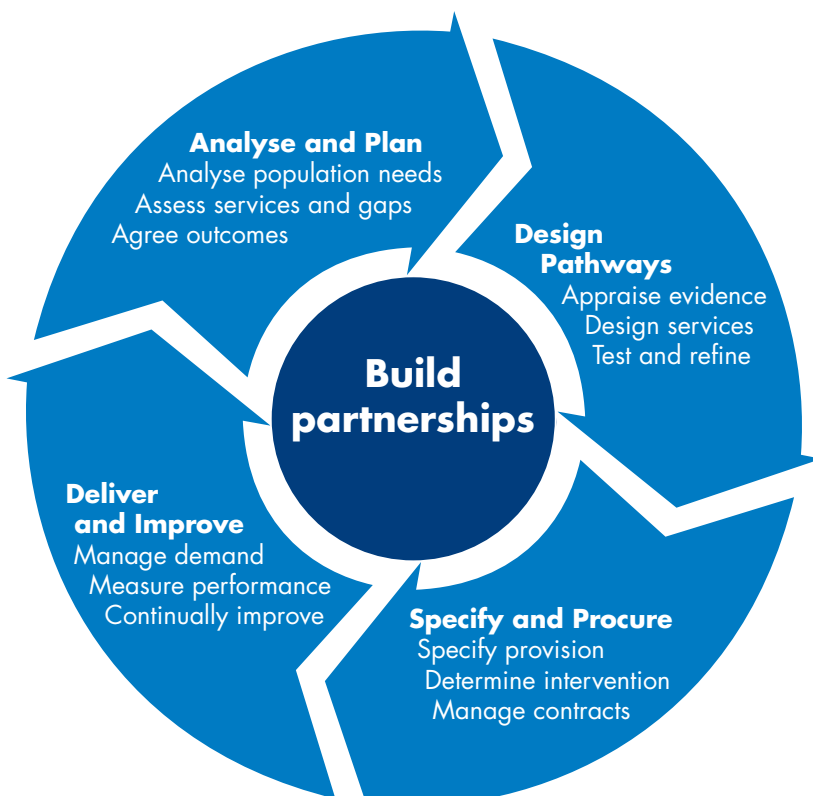 Analyse and Plan
Analyse population needs
Assess services and gaps
Agree outcomes
Design
Pathways
Appraise evidence
Design services
Test and refine
Build
partnerships
Deliver
and Improve
Manage demand
Measure performance
Continually improve
Specify and Procure
Specify provision
Determine intervention
Manage contracts